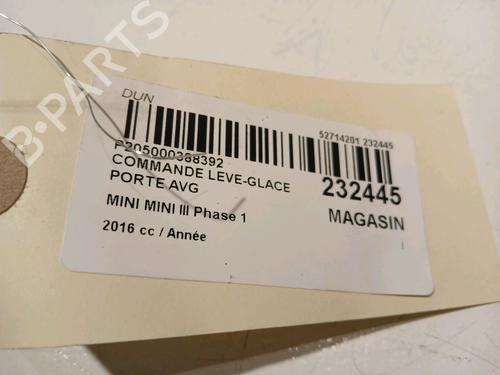 DUN
52714201 232445
P205000388392
COMMANDE LEVE-GLACE
PORTE AVG
232445
MINI MINI III Phase 1
MAGASIN
2016 cc / Année
B-PARTS